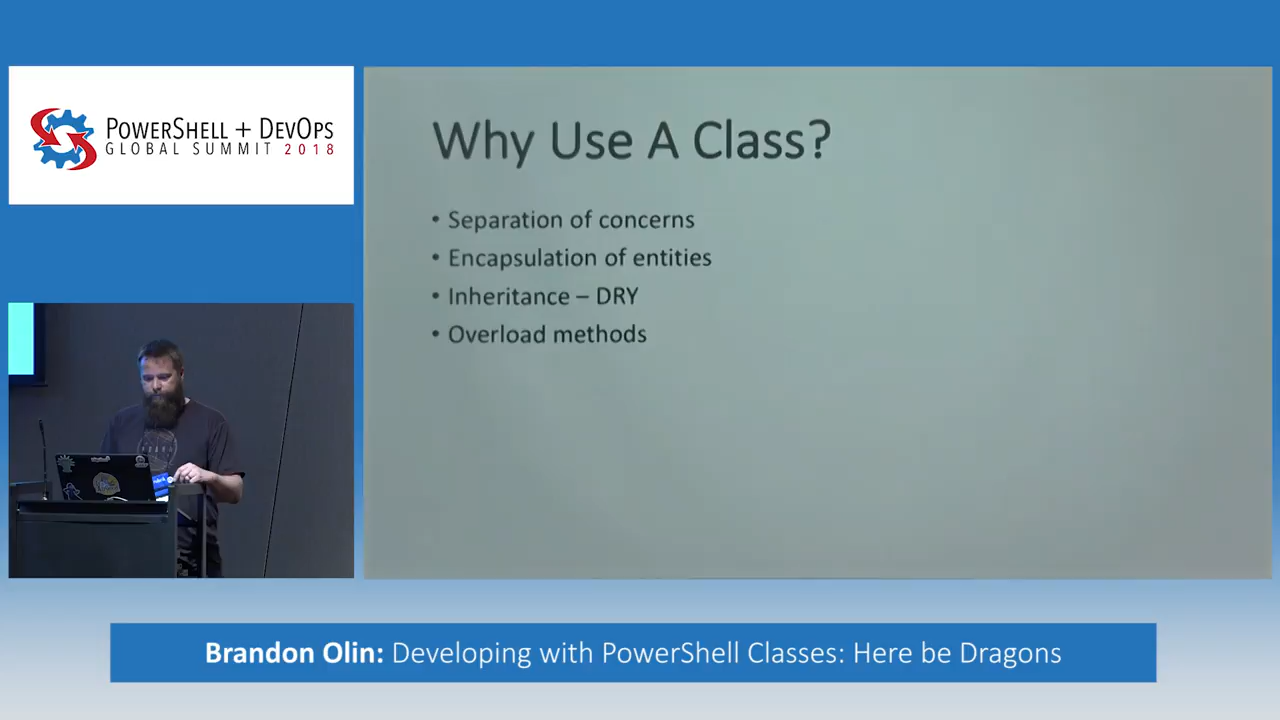 POWERSHELL + DEVOPS
GLOBAL SUMMIT 2018
Why Use A Class?
• Separation of concerns
• Encapsulation of entities
• Inheritance – DRY
• Overload methods
Brandon Olin: Developing with PowerShell Classes: Here be Dragons